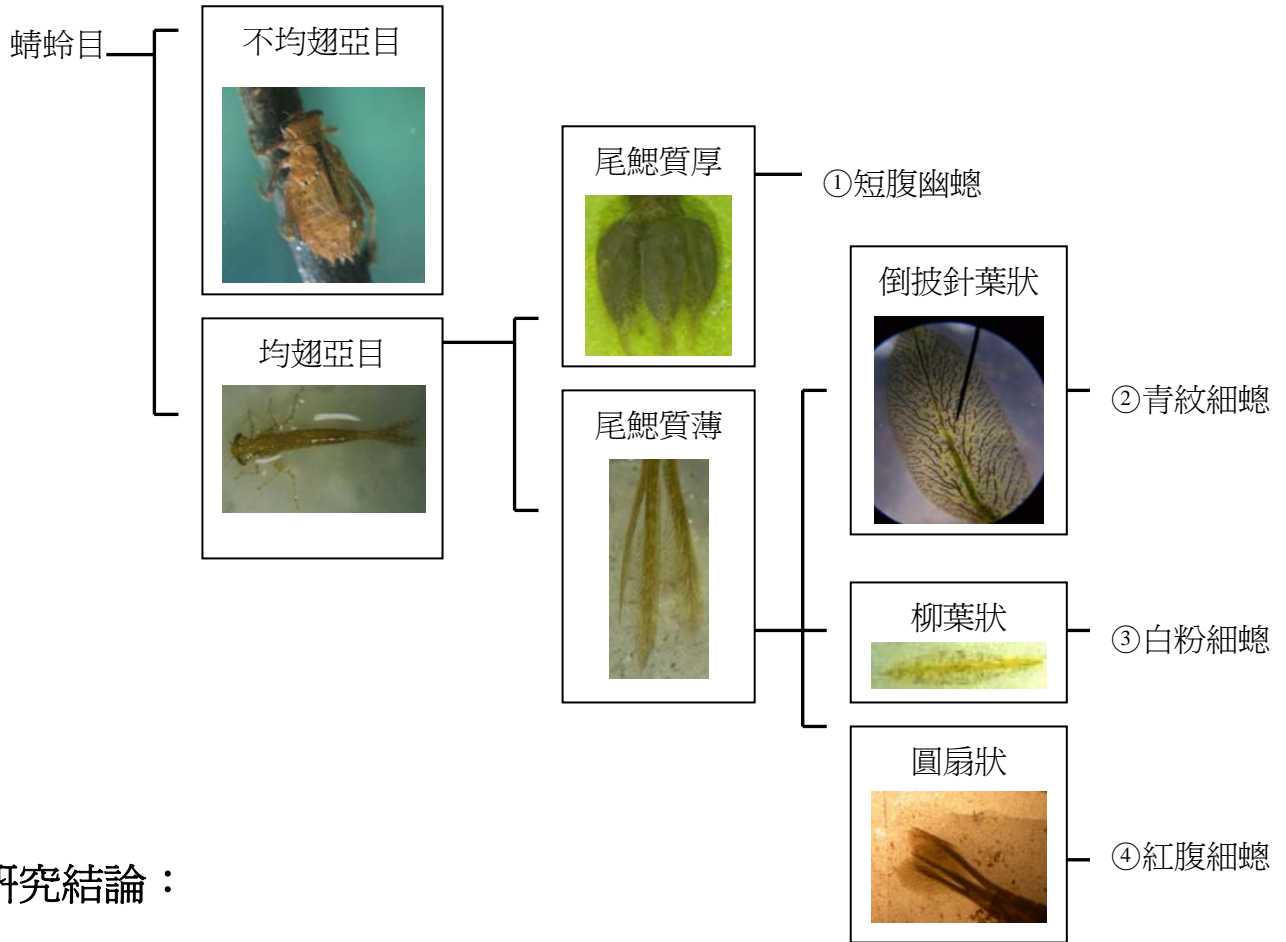 蜻蛉目
不均翅亞目
均翅亞目
尾鰓質厚
①短腹幽蟌
尾鰓質薄
倒披針葉狀
②青紋細蟌
柳葉狀
③白粉細蟌
圓扇狀
④紅腹細蟌
研究結論：